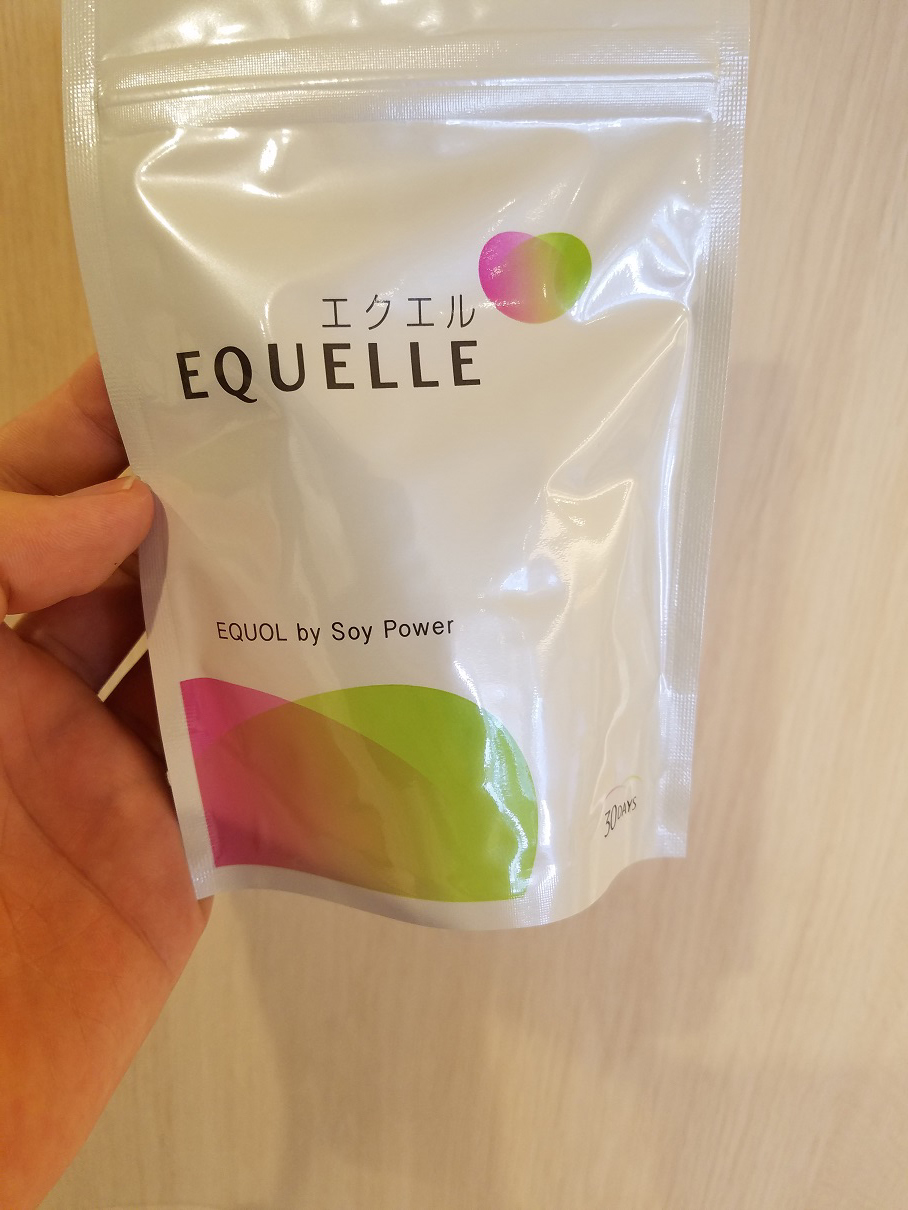 エクエル
EQUELLE
EQUOL by Soy Power
30DAYS